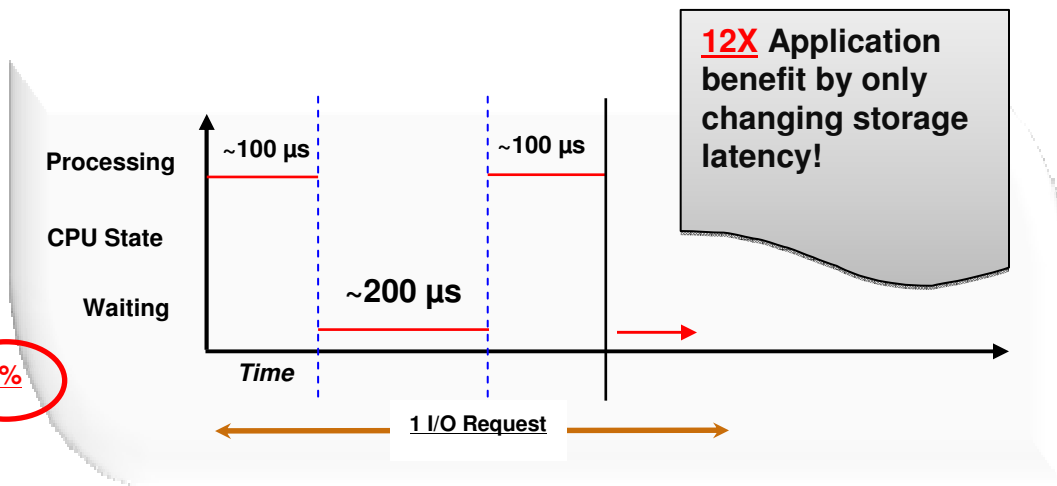 12X Application
benefit by only
changing storage
latency!
~100 µs
~100 µs
Processing
CPU State
~200 µs
Waiting
%
Time
1 I/O Request